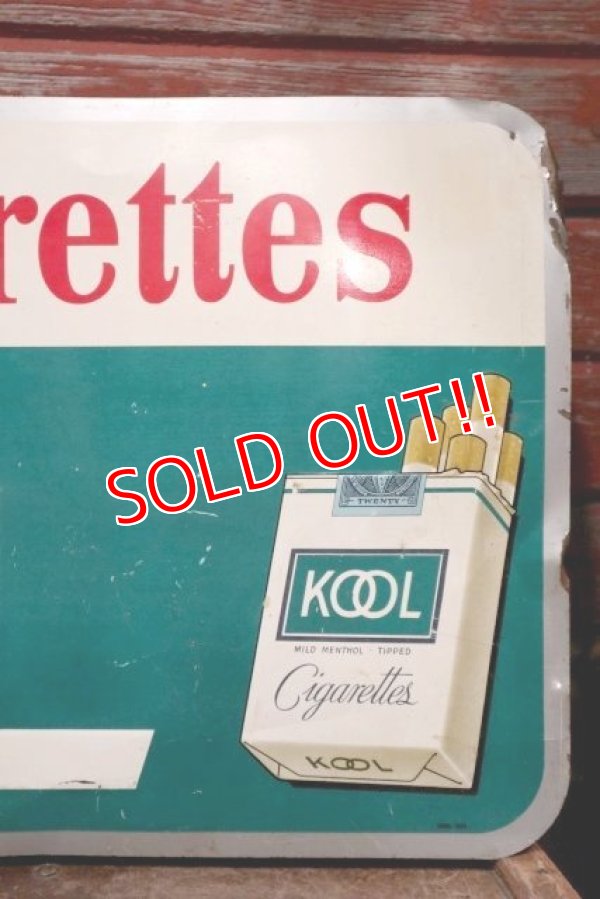 rettes
SOLD OUT!!
TWENTY
KOOL
MILD MENTHOL · TIPPED
Cigarettes
KOOL